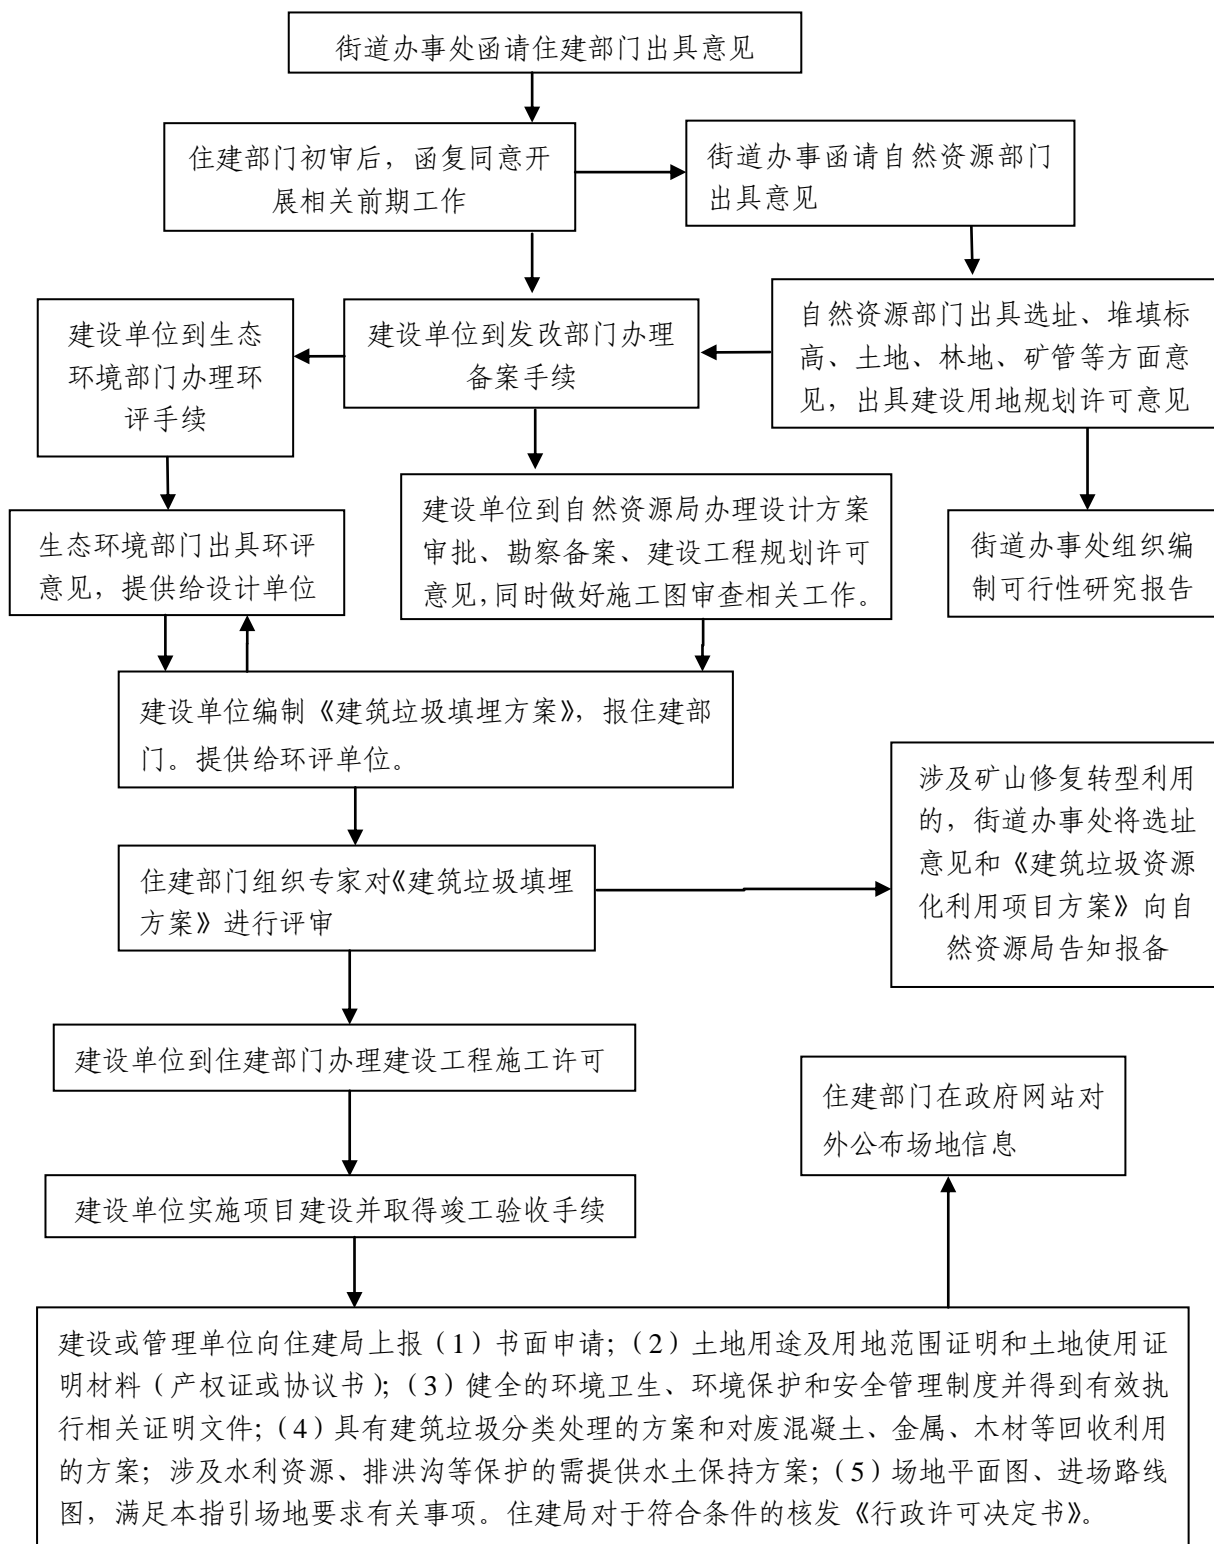 街道办事处函请住建部门出具意见
住建部门初审后，函复同意开
展相关前期工作
街道办事函请自然资源部门
出具意见
建设单位到生态
环境部门办理环
评手续
建设单位到发改部门办理
备案手续
自然资源部门出具选址、堆填标
高、土地、林地、矿管等方面意
见，出具建设用地规划许可意见
生态环境部门出具环评
意见，提供给设计单位
建设单位到自然资源局办理设计方案
审批、勘察备案、建设工程规划许可
意见,同时做好施工图审查相关工作。
街道办事处组织编
制可行性研究报告
建设单位编制《建筑垃圾填埋方案》，报住建部
门。提供给环评单位。
住建部门组织专家对《建筑垃圾填埋
方案》进行评审
涉及矿山修复转型利用
的，街道办事处将选址
意见和《建筑垃圾资源
化利用项目方案》向自
然资源局告知报备
建设单位到住建部门办理建设工程施工许可
住建部门在政府网站对
外公布场地信息
建设单位实施项目建设并取得竣工验收手续
建设或管理单位向住建局上报（1）书面申请；（2）土地用途及用地范围证明和土地使用证
明材料（产权证或协议书）；（3）健全的环境卫生、环境保护和安全管理制度并得到有效执
行相关证明文件；（4）具有建筑垃圾分类处理的方案和对废混凝土、金属、木材等回收利用
的方案；涉及水利资源、排洪沟等保护的需提供水土保持方案；（5）场地平面图、进场路线
图，满足本指引场地要求有关事项。住建局对于符合条件的核发《行政许可决定书》。